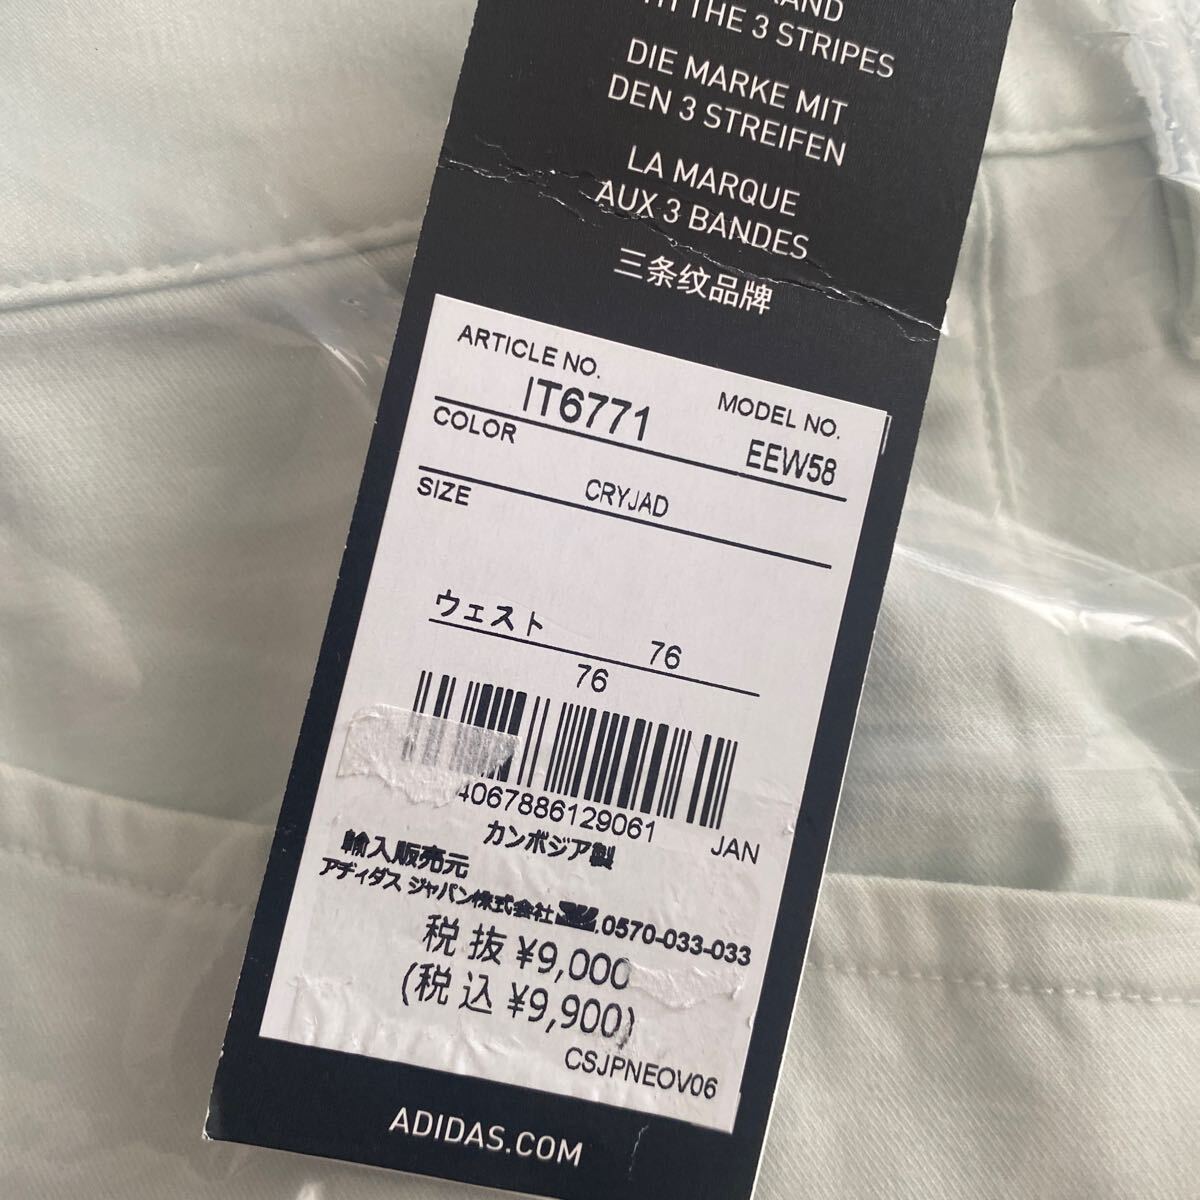 THE 3 STRIPES
DIE MARKE MIT
DEN 3 STREIFEN
LA MARQUE
AUX 3 BANDES
三条纹品牌
ARTICLE NO.
IT6771
MODEL NO.
EEW58
COLOR
CRYJAD
SIZE
ウェスト 76
76
4067886129061
JAN
カンボジア製
輸入販売元
アディダス ジャパン株式会社 0570-033-033
税抜 ¥9,000
(税込 ¥9,900)
CSJPNEOV06
ADIDAS.COM